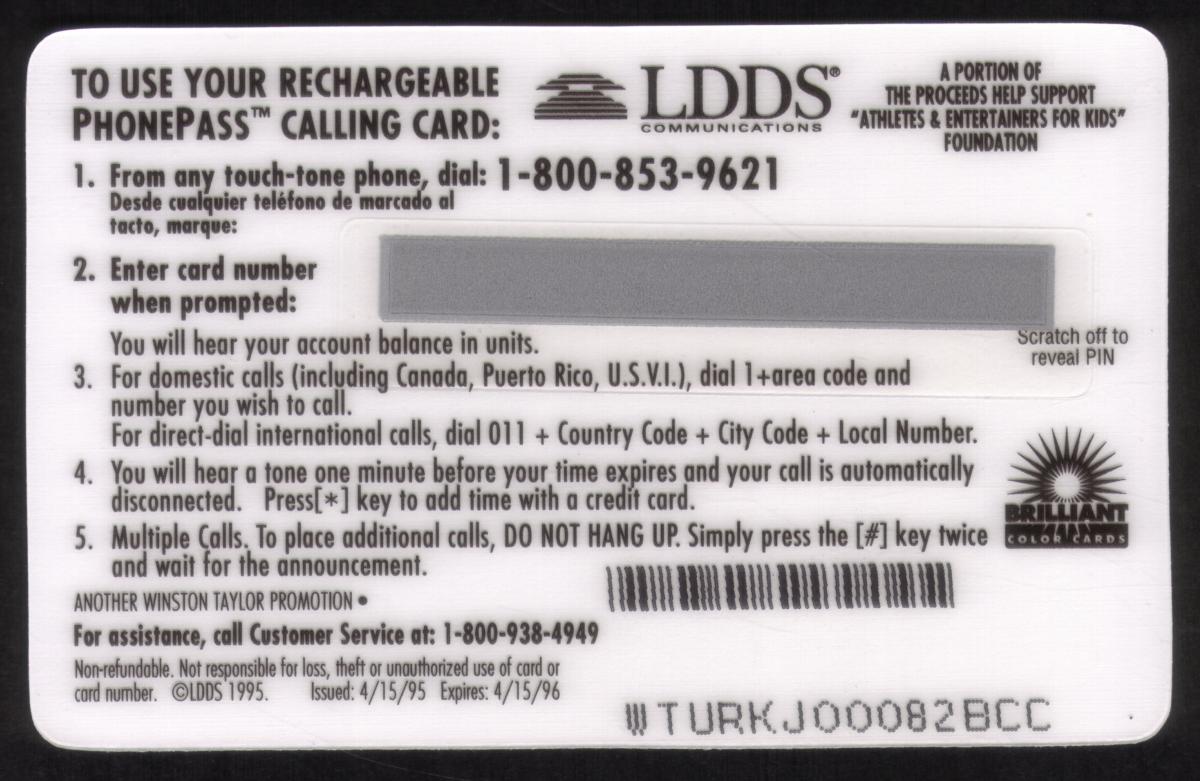 TO USE YOUR RECHARGEABLE
PHONEPASS™ CALLING CARD:
LDDS®
COMMUNICATIONS
A PORTION OF
THE PROCEEDS HELP SUPPORT
"ATHLETES & ENTERTAINERS FOR KIDS"
FOUNDATION
1. From any touch-tone phone, dial: 1-800-853-9621
Desde cualquier teléfono de marcado al
tacto, marque:
2. Enter card number
when prompted:
Scratch off to
reveal PIN
You will hear your account balance in units.
3. For domestic calls (including Canada, Puerto Rico, U.S.V.I.), dial 1+area code and
number you wish to call.
For direct-dial international calls, dial 011 + Country Code + City Code + Local Number.
4. You will hear a tone one minute before your time expires and your call is automatically
disconnected. Press[*] key to add time with a credit card.
5. Multiple Calls. To place additional calls, DO NOT HANG UP. Simply press the [#] key twice
and wait for the announcement.
BRILLIANT
COLOR CARDS
ANOTHER WINSTON TAYLOR PROMOTION •
For assistance, call Customer Service at: 1-800-938-4949
Non-refundable. Not responsible for loss, theft or unauthorized use of card or
card number. ©LDDS 1995. Issued: 4/15/95 Expires: 4/15/96
WTURKJ00082BCC